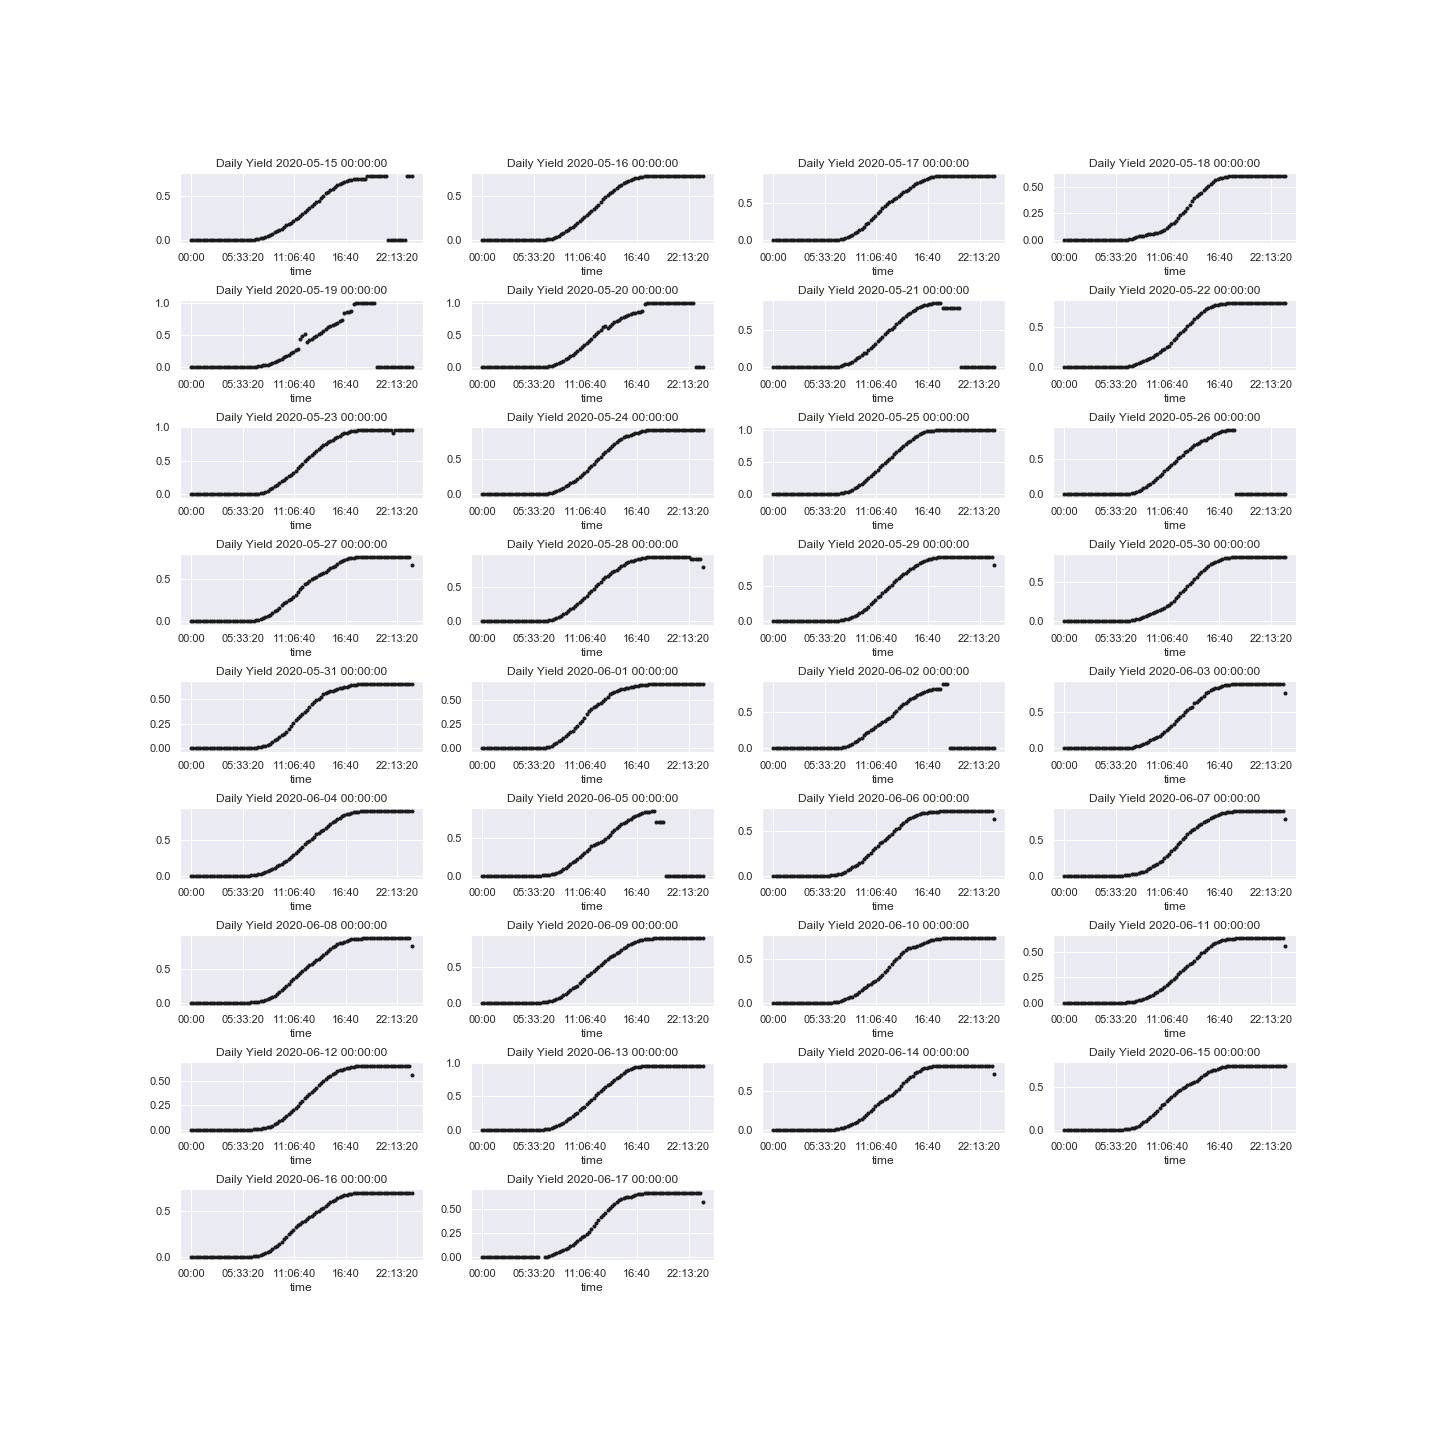 Daily Yield 2020-05-15 00:00:00 Daily Yield 2020-05-16 00:00:00 Daily Yield 2020-05-17 00:00:00 Daily Yield 2020-05-18 00:00:00
0.5 0.5 0.5 0.50
0.25
0.0 0.0 0.0 0.00
00:00 05:33:20 11:06:40 16:40 22:13:20 00:00 05:33:20 11:06:40 16:40 22:13:20 00:00 05:33:20 11:06:40 16:40 22:13:20 00:00 05:33:20 11:06:40 16:40 22:13:20
time time time time
Daily Yield 2020-05-19 00:00:00 Daily Yield 2020-05-20 00:00:00 Daily Yield 2020-05-21 00:00:00 Daily Yield 2020-05-22 00:00:00
1.0 1.0
0.5 0.5 0.5 0.5
0.0 0.0 0.0 0.0
00:00 05:33:20 11:06:40 16:40 22:13:20 00:00 05:33:20 11:06:40 16:40 22:13:20 00:00 05:33:20 11:06:40 16:40 22:13:20 00:00 05:33:20 11:06:40 16:40 22:13:20
time time time time
Daily Yield 2020-05-23 00:00:00 Daily Yield 2020-05-24 00:00:00 Daily Yield 2020-05-25 00:00:00 Daily Yield 2020-05-26 00:00:00
1.0 1.0
0.5 0.5 0.5 0.5
0.0 0.0 0.0 0.0
00:00 05:33:20 11:06:40 16:40 22:13:20 00:00 05:33:20 11:06:40 16:40 22:13:20 00:00 05:33:20 11:06:40 16:40 22:13:20 00:00 05:33:20 11:06:40 16:40 22:13:20
time time time time
Daily Yield 2020-05-27 00:00:00 Daily Yield 2020-05-28 00:00:00 Daily Yield 2020-05-29 00:00:00 Daily Yield 2020-05-30 00:00:00
0.5 0.5 0.5 0.5
0.0 0.0 0.0 0.0
00:00 05:33:20 11:06:40 16:40 22:13:20 00:00 05:33:20 11:06:40 16:40 22:13:20 00:00 05:33:20 11:06:40 16:40 22:13:20 00:00 05:33:20 11:06:40 16:40 22:13:20
time time time time
Daily Yield 2020-05-31 00:00:00 Daily Yield 2020-06-01 00:00:00 Daily Yield 2020-06-02 00:00:00 Daily Yield 2020-06-03 00:00:00
0.50 0.50 0.5 0.5
0.25 0.25
0.00 0.00 0.0 0.0
00:00 05:33:20 11:06:40 16:40 22:13:20 00:00 05:33:20 11:06:40 16:40 22:13:20 00:00 05:33:20 11:06:40 16:40 22:13:20 00:00 05:33:20 11:06:40 16:40 22:13:20
time time time time
Daily Yield 2020-06-04 00:00:00 Daily Yield 2020-06-05 00:00:00 Daily Yield 2020-06-06 00:00:00 Daily Yield 2020-06-07 00:00:00
0.5 0.5 0.5 0.5
0.0 0.0 0.0 0.0
00:00 05:33:20 11:06:40 16:40 22:13:20 00:00 05:33:20 11:06:40 16:40 22:13:20 00:00 05:33:20 11:06:40 16:40 22:13:20 00:00 05:33:20 11:06:40 16:40 22:13:20
time time time time
Daily Yield 2020-06-08 00:00:00 Daily Yield 2020-06-09 00:00:00 Daily Yield 2020-06-10 00:00:00 Daily Yield 2020-06-11 00:00:00
0.5 0.5 0.5 0.50
0.25
0.0 0.0 0.0 0.00
00:00 05:33:20 11:06:40 16:40 22:13:20 00:00 05:33:20 11:06:40 16:40 22:13:20 00:00 05:33:20 11:06:40 16:40 22:13:20 00:00 05:33:20 11:06:40 16:40 22:13:20
time time time time
Daily Yield 2020-06-12 00:00:00 Daily Yield 2020-06-13 00:00:00 Daily Yield 2020-06-14 00:00:00 Daily Yield 2020-06-15 00:00:00
1.0
0.50 0.5 0.5 0.5
0.25
0.00 0.0 0.0 0.0
00:00 05:33:20 11:06:40 16:40 22:13:20 00:00 05:33:20 11:06:40 16:40 22:13:20 00:00 05:33:20 11:06:40 16:40 22:13:20 00:00 05:33:20 11:06:40 16:40 22:13:20
time time time time
Daily Yield 2020-06-16 00:00:00 Daily Yield 2020-06-17 00:00:00
0.5 0.50
0.25
0.0 0.00
00:00 05:33:20 11:06:40 16:40 22:13:20 00:00 05:33:20 11:06:40 16:40 22:13:20
time time